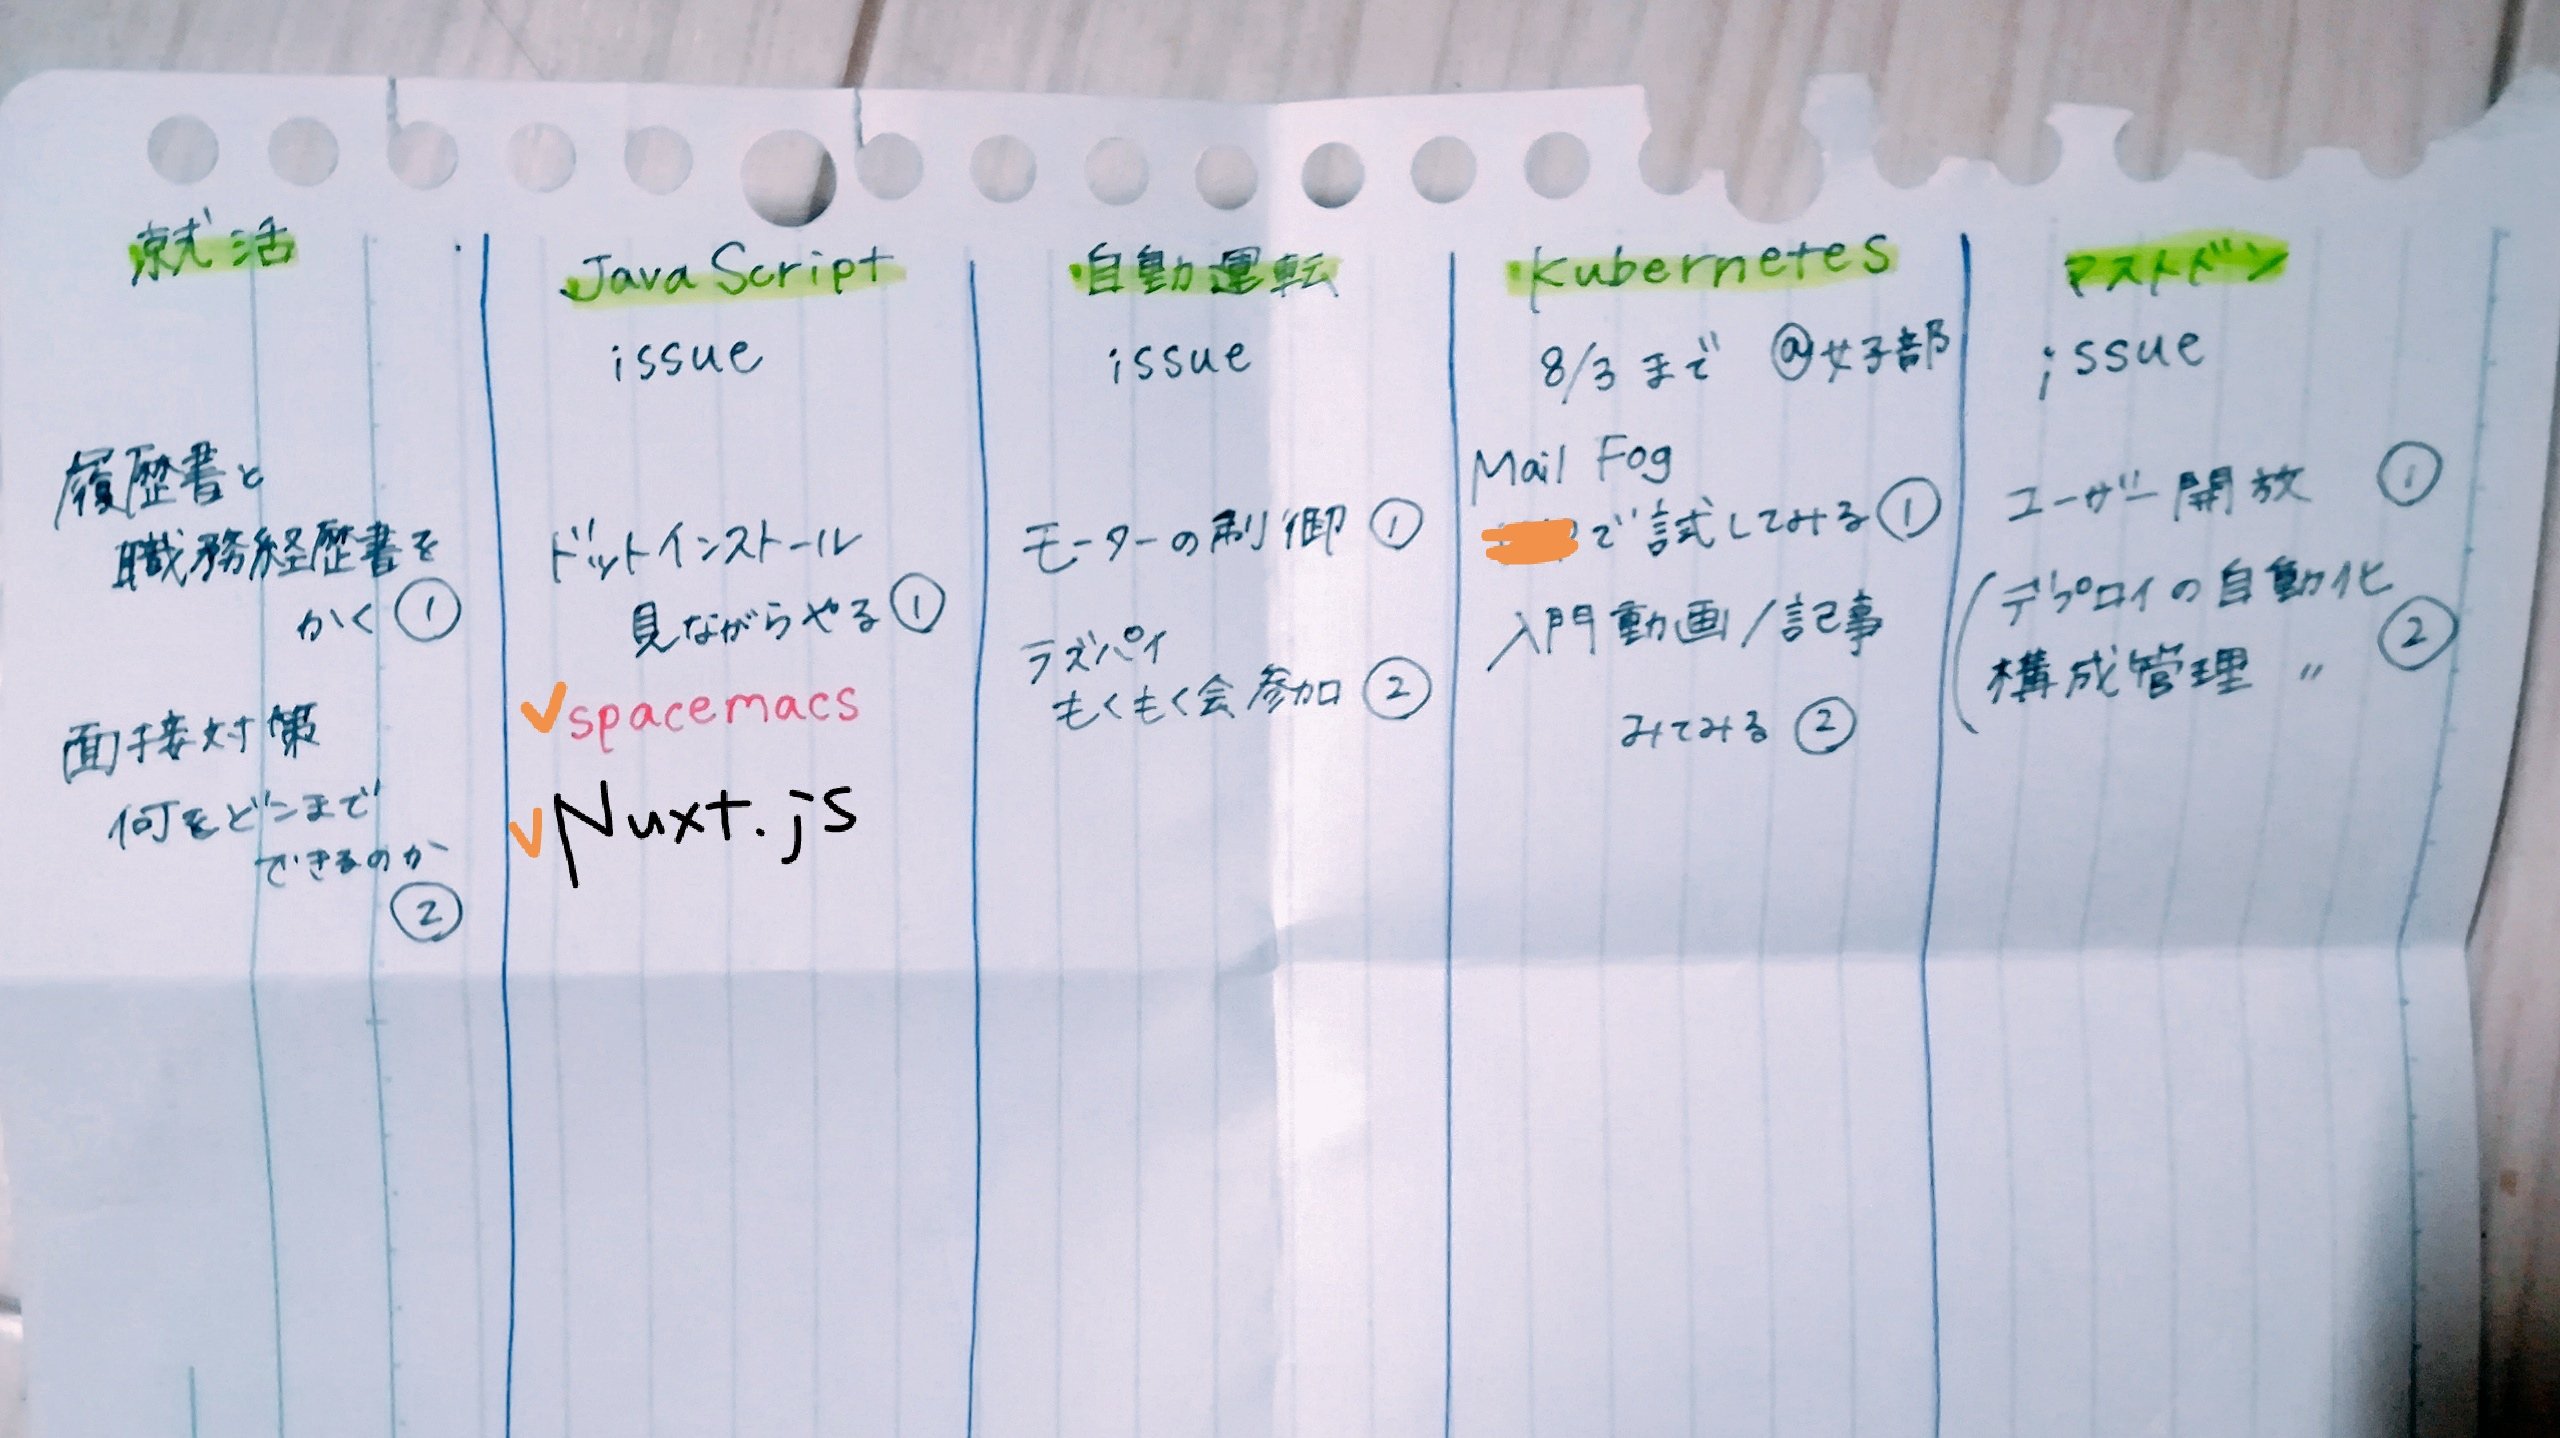 就活
履歴書と
職務経歴書を
かく ①
面接対策
何をどこまで
できるのか
②
JavaScript
issue
ドットインストール
見ながらやる ①
✓spacemacs
✓Nuxt.js
自動運転
issue
モーターの制御 ①
ラズパイ
もくもく会参加 ②
Kubernetes
8/3まで @女子部
Mail Fog
で試してみる ①
入門動画/記事
みてみる ②
マストドン
issue
ユーザー開放 ①
デプロイの自動化
構成管理 〃 ②